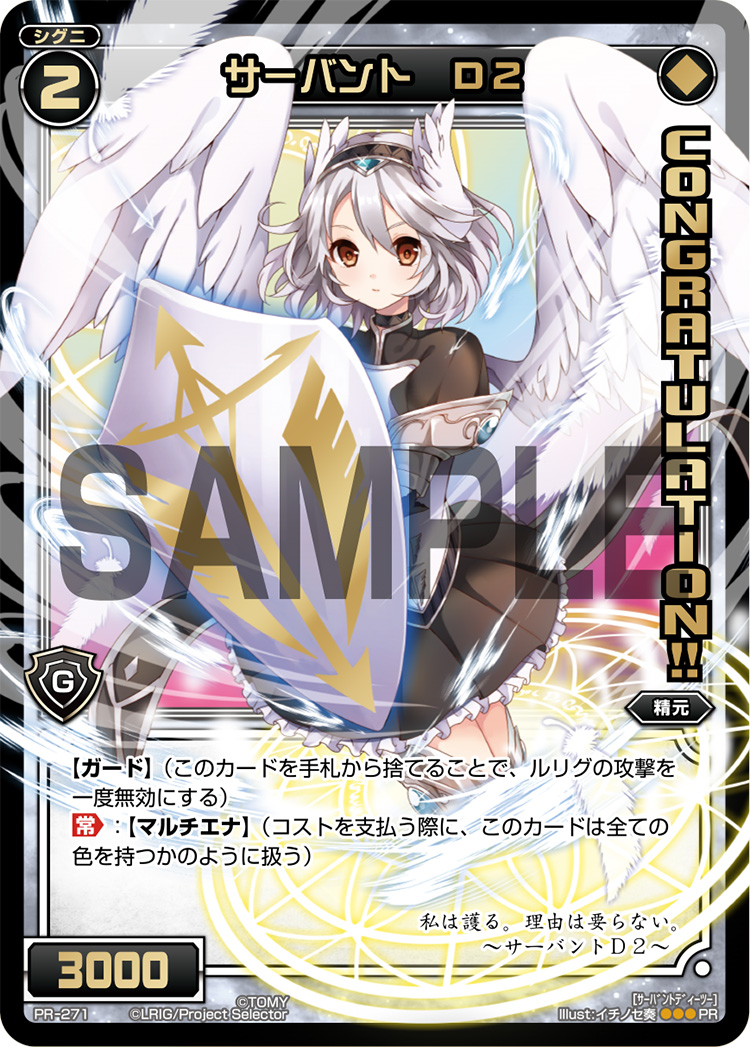 シグニ
2
サーバント D2
CONGRATULATION!!
SAMPLE
G
精元
【ガード】(このカードを手札から捨てることで、ルリグの攻撃を
一度無効にする)
常:【マルチエナ】(コストを支払う際に、このカードは全ての
色を持つかのように扱う)
私は護る。理由は要らない。
~サーバントD2~
3000
PR-271
©TOMY
©LRIG/Project Selector
[サーバントディーツー]
Illust:イチノセ奏
PR